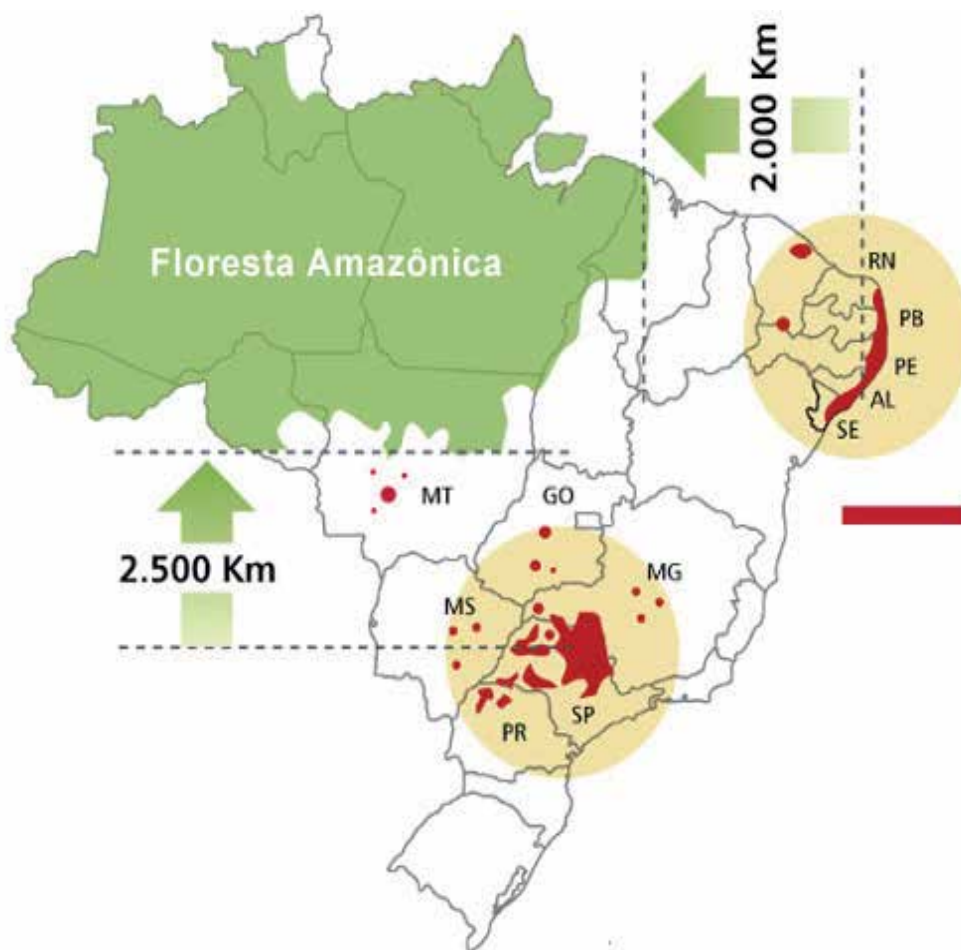 2.000 Km
Floresta Amazônica
RN
PB
PE
AL
SE
MT
GO
2.500 Km
MG
MS
SP
PR